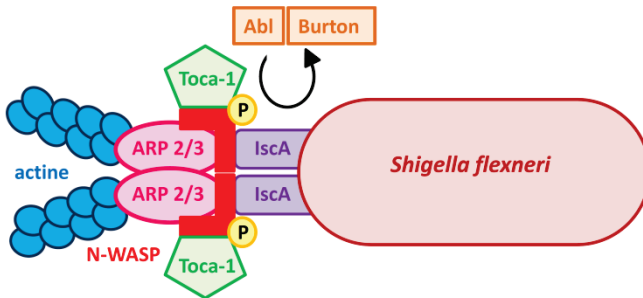 Abl Burton
Toca-1
P
ARP 2/3 IscA Shigella flexneri
actine
ARP 2/3 IscA
P
N-WASP
Toca-1